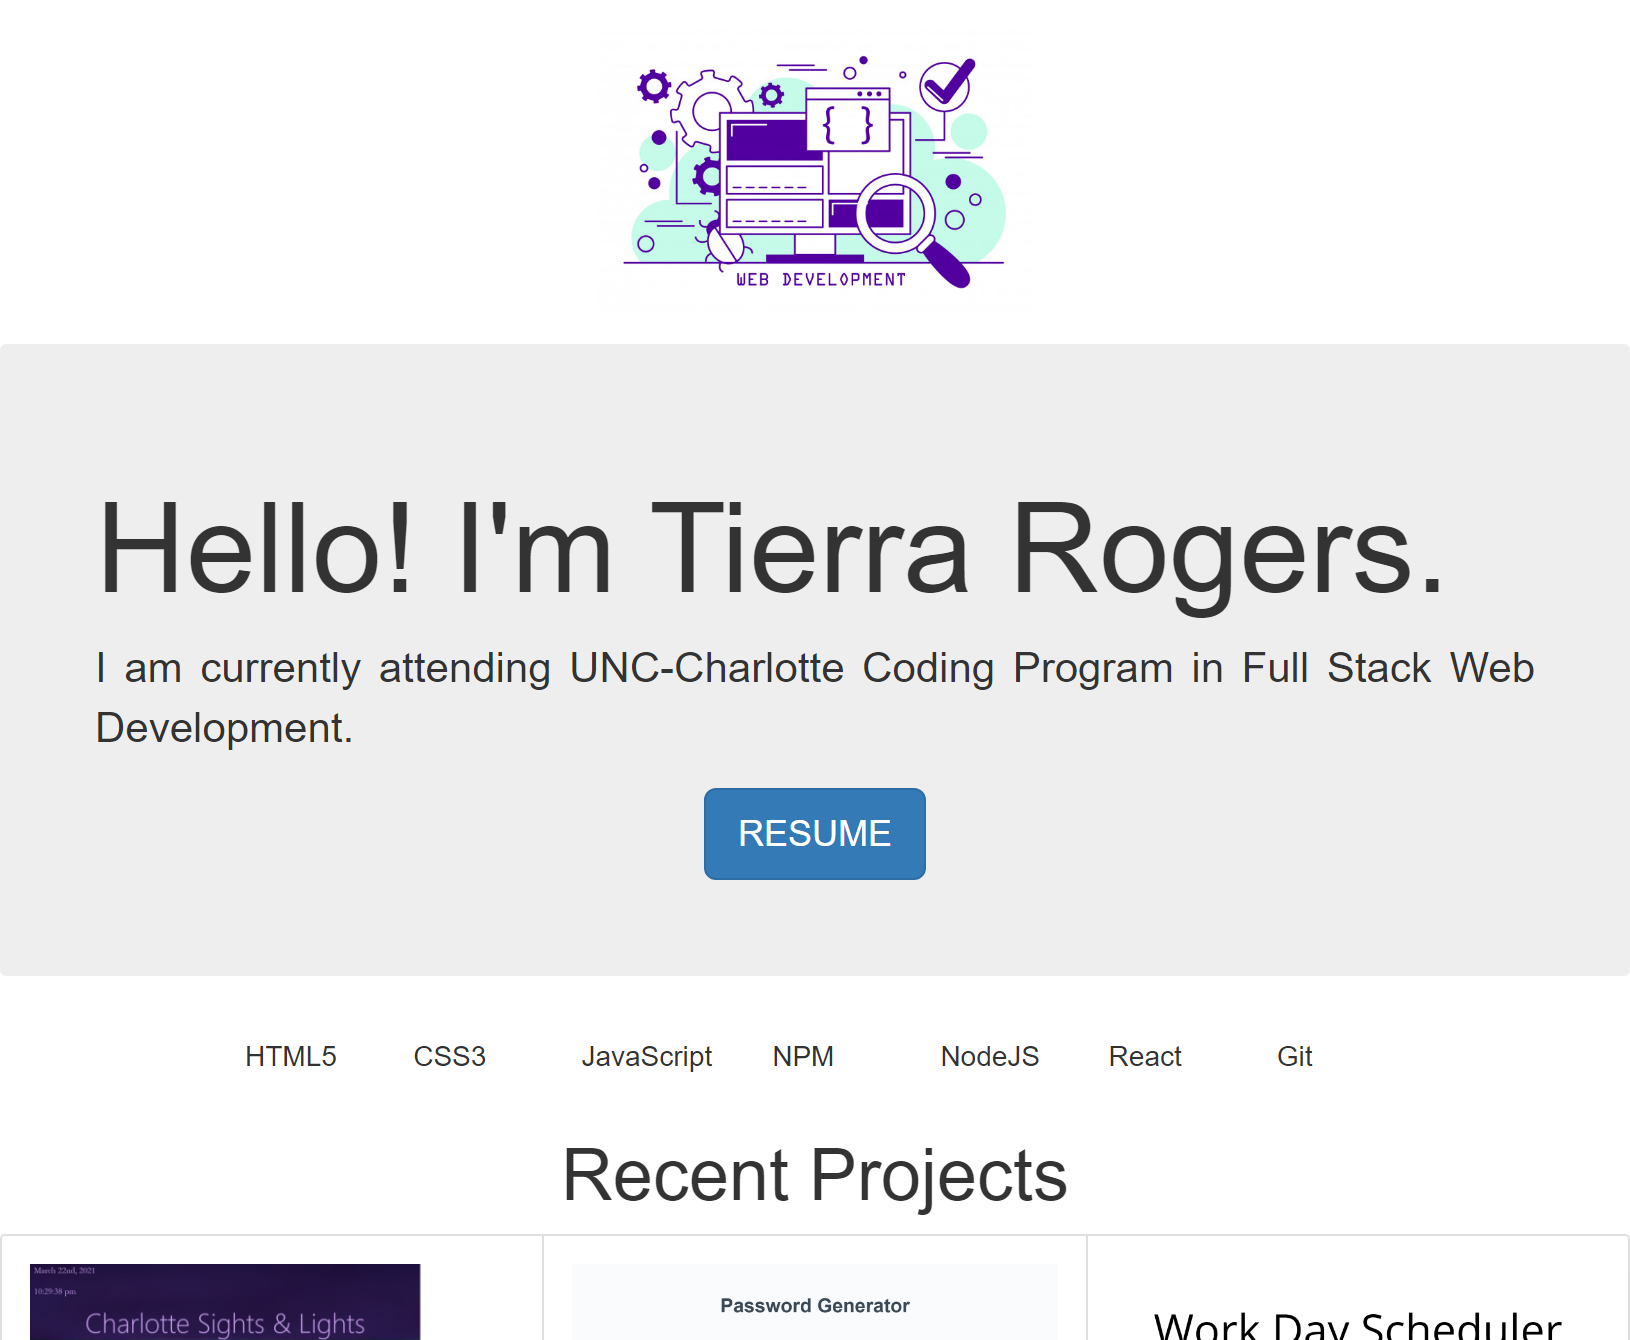 { }
WEB DEVELOPMENT
Hello! I'm Tierra Rogers.
I am currently attending UNC-Charlotte Coding Program in Full Stack Web
Development.
RESUME
HTML5 CSS3 JavaScript NPM NodeJS React Git
Recent Projects
March 22nd, 2021
10:29:38 pm
Charlotte Sights & Lights
Password Generator
Work Day Scheduler